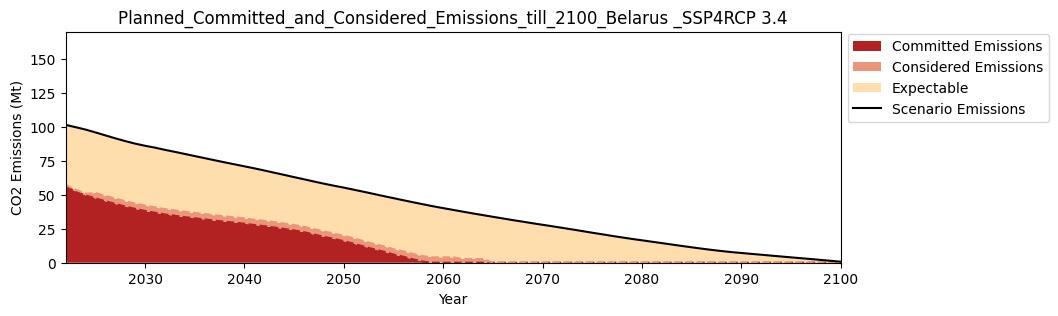 Planned_Committed_and_Considered_Emissions_till_2100_Belarus _SSP4RCP 3.4
Committed Emissions
Considered Emissions
Expectable
Scenario Emissions
CO2 Emissions (Mt)
150
125
100
75
50
25
0
2030 2040 2050 2060 2070 2080 2090 2100
Year